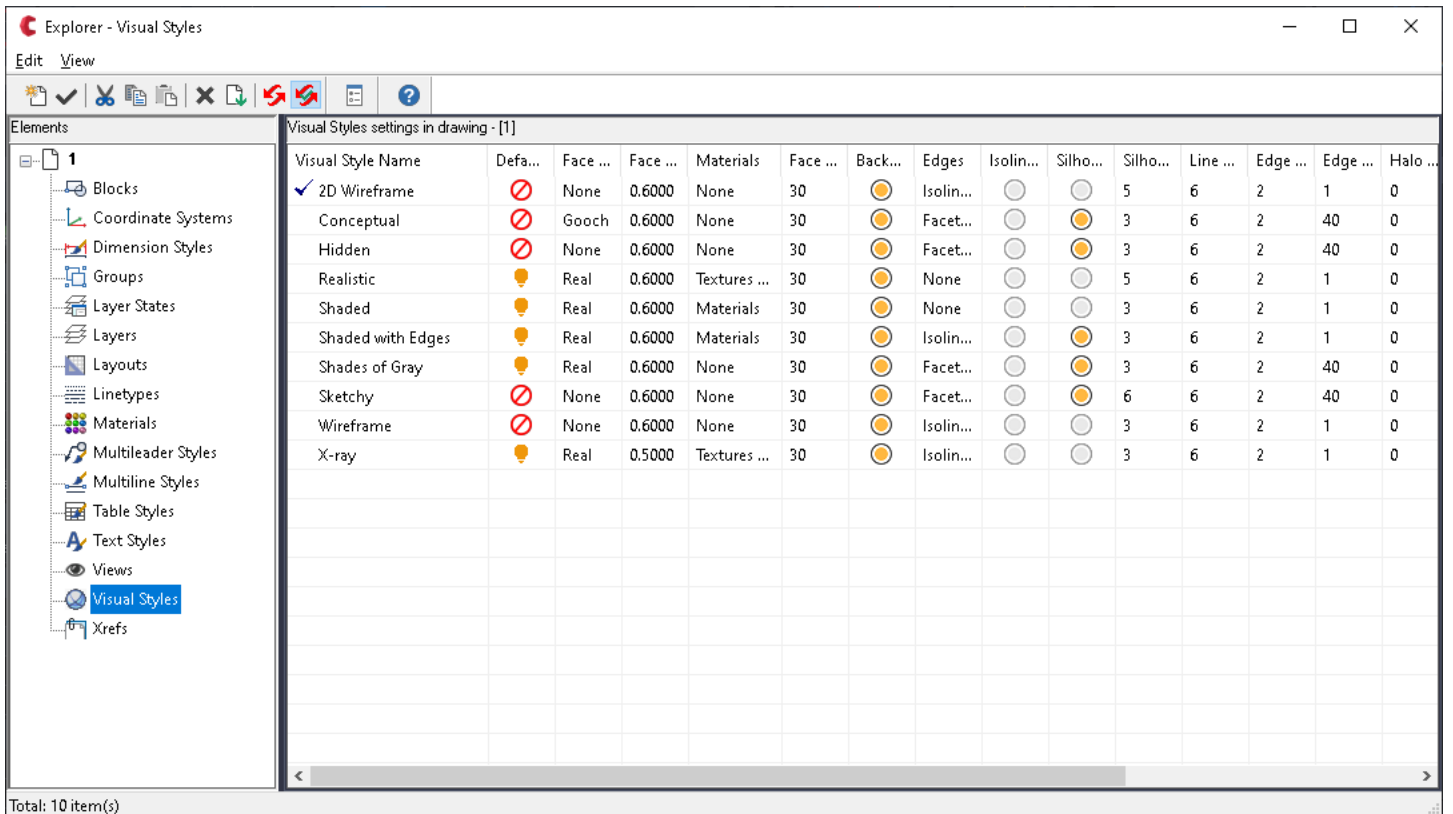 Explorer - Visual Styles
Edit View
Elements
1
Blocks
Coordinate Systems
Dimension Styles
Groups
Layer States
Layers
Layouts
Linetypes
Materials
Multileader Styles
Multiline Styles
Table Styles
Text Styles
Views
Visual Styles
Xrefs
Visual Styles settings in drawing - [1]
Visual Style Name Defa... Face ... Face ... Materials Face ... Back... Edges Isolin... Silho... Silho... Line ... Edge ... Edge ... Halo ...
2D Wireframe None 0.6000 None 30 Isolin... 5 6 2 1 0
Conceptual Gooch 0.6000 None 30 Facet... 3 6 2 40 0
Hidden None 0.6000 None 30 Facet... 3 6 2 40 0
Realistic Real 0.6000 Textures ... 30 None 5 6 2 1 0
Shaded Real 0.6000 Materials 30 None 3 6 2 1 0
Shaded with Edges Real 0.6000 Materials 30 Isolin... 3 6 2 1 0
Shades of Gray Real 0.6000 None 30 Facet... 3 6 2 40 0
Sketchy None 0.6000 None 30 Facet... 6 6 2 40 0
Wireframe None 0.6000 None 30 Isolin... 3 6 2 1 0
X-ray Real 0.5000 Textures ... 30 Isolin... 3 6 2 1 0
Total: 10 item(s)